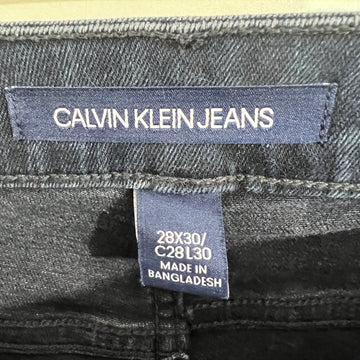 CALVIN KLEIN JEANS
28X30/
C28L30
MADE IN
BANGLADESH